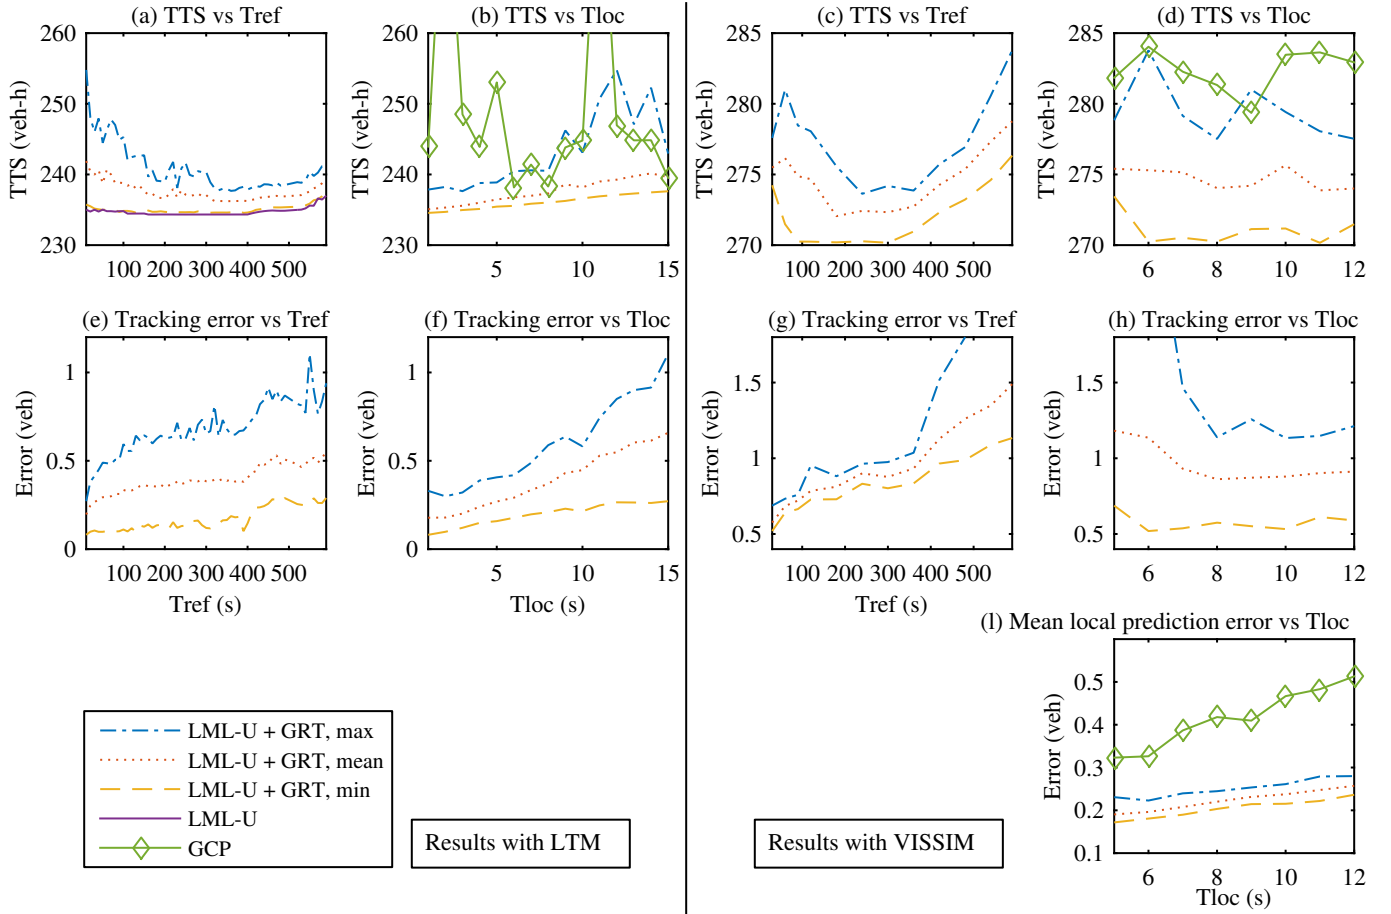 (a) TTS vs Tref
(b) TTS vs Tloc
(c) TTS vs Tref
(d) TTS vs Tloc
TTS (veh-h)
260
250
240
230
100 200 300 400 500
TTS (veh-h)
260
250
240
230
5 10 15
TTS (veh-h)
285
280
275
270
100 200 300 400 500
TTS (veh-h)
285
280
275
270
6 8 10 12
(e) Tracking error vs Tref
(f) Tracking error vs Tloc
(g) Tracking error vs Tref
(h) Tracking error vs Tloc
Error (veh)
1
0.5
0
100 200 300 400 500
Tref (s)
Error (veh)
1
0.5
0
5 10 15
Tloc (s)
Error (veh)
1.5
1
0.5
100 200 300 400 500
Tref (s)
Error (veh)
1.5
1
0.5
6 8 10 12
(l) Mean local prediction error vs Tloc
Error (veh)
0.5
0.4
0.3
0.2
0.1
6 8 10 12
Tloc (s)
LML-U + GRT, max
LML-U + GRT, mean
LML-U + GRT, min
LML-U
GCP
Results with LTM
Results with VISSIM